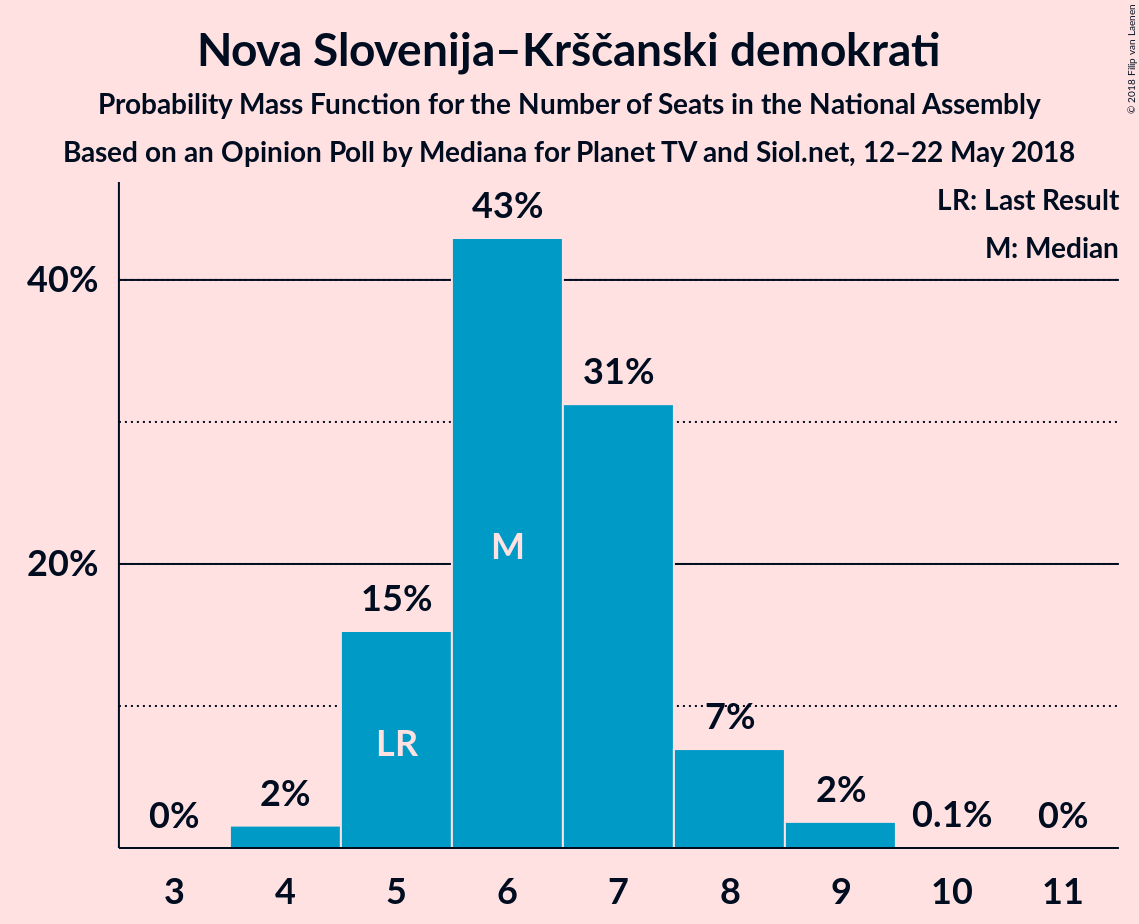 Nova Slovenija–Krščanski demokrati
Probability Mass Function for the Number of Seats in the National Assembly
Based on an Opinion Poll by Mediana for Planet TV and Siol.net, 12–22 May 2018
© 2018 Filip van Laenen
LR: Last Result
M: Median
43%
40%
31%
M
20%
15%
LR
7%
2%
2%
0%
0.1%
0%
3 4 5 6 7 8 9 10 11